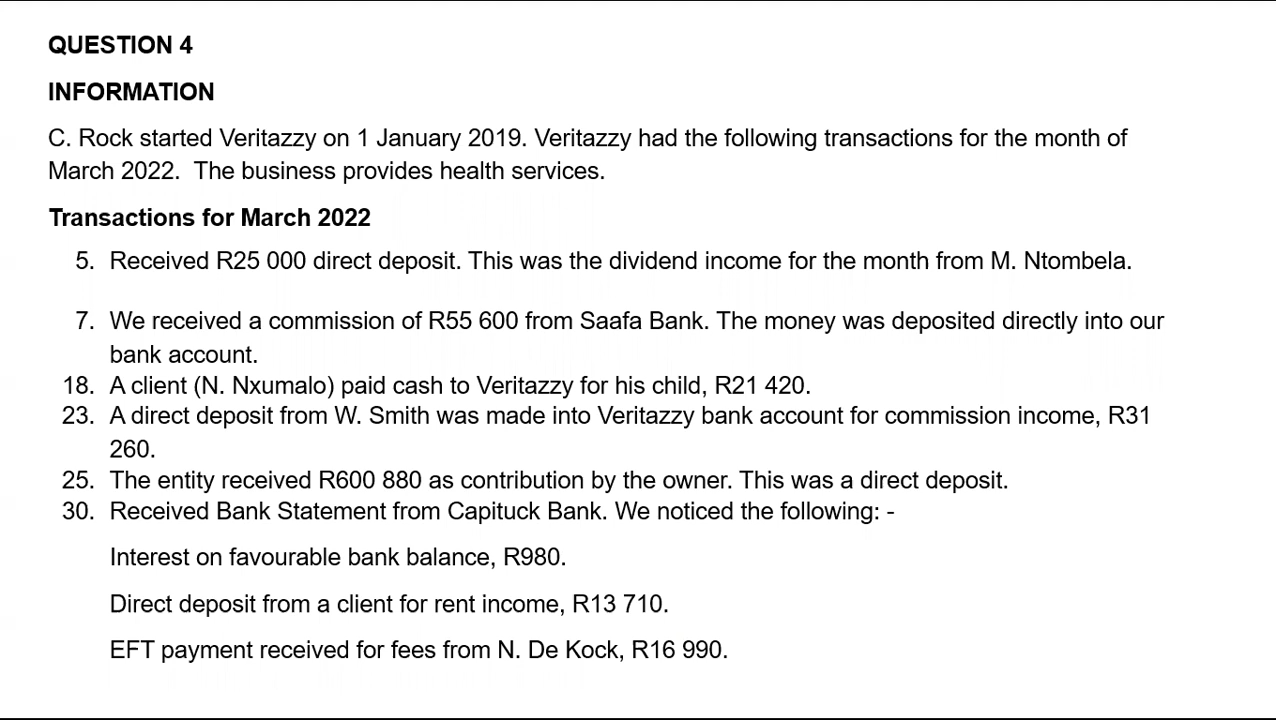 QUESTION 4
INFORMATION
C. Rock started Veritazzy on 1 January 2019. Veritazzy had the following transactions for the month of
March 2022.  The business provides health services.
Transactions for March 2022
5. Received R25 000 direct deposit. This was the dividend income for the month from M. Ntombela.
7. We received a commission of R55 600 from Saafa Bank. The money was deposited directly into our
bank account.
18. A client (N. Nxumalo) paid cash to Veritazzy for his child, R21 420.
23. A direct deposit from W. Smith was made into Veritazzy bank account for commission income, R31
260.
25. The entity received R600 880 as contribution by the owner. This was a direct deposit.
30. Received Bank Statement from Capituck Bank. We noticed the following: -
Interest on favourable bank balance, R980.
Direct deposit from a client for rent income, R13 710.
EFT payment received for fees from N. De Kock, R16 990.